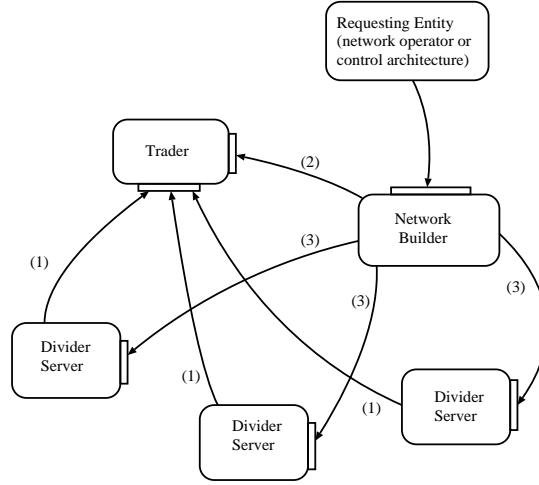 Requesting Entity
(network operator or
control architecture)
Trader
(2)
Network
Builder
(1)
(3)
(3)
(3)
Divider
Server
(1)
Divider
Server
(1)
Divider
Server